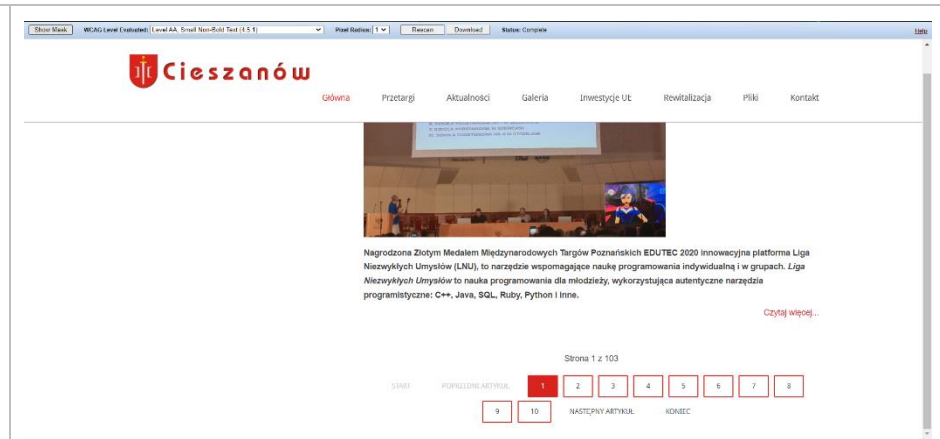 Show Mask WCAG Level Evaluated: Level AA, Small Non-Bold Text (4.5:1) Pixel Radius: 1 Rescan Download Status: Complete Help
Cieszanów
Główna Przetargi Aktualności Galeria Inwestycje UE Rewitalizacja Pliki Kontakt
Nagrodzona Złotym Medalem Międzynarodowych Targów Poznańskich EDUTEC 2020 innowacyjna platforma Liga
Niezwykłych Umysłów (LNU), to narzędzie wspomagające naukę programowania indywidualną i w grupach. Liga
Niezwykłych Umysłów to nauka programowania dla młodzieży, wykorzystująca autentyczne narzędzia
programistyczne: C++, Java, SQL, Ruby, Python i inne.
Czytaj więcej...
Strona 1 z 103
START POPRZEDNI ARTYKUŁ 1 2 3 4 5 6 7 8
9 10 NASTĘPNY ARTYKUŁ KONIEC